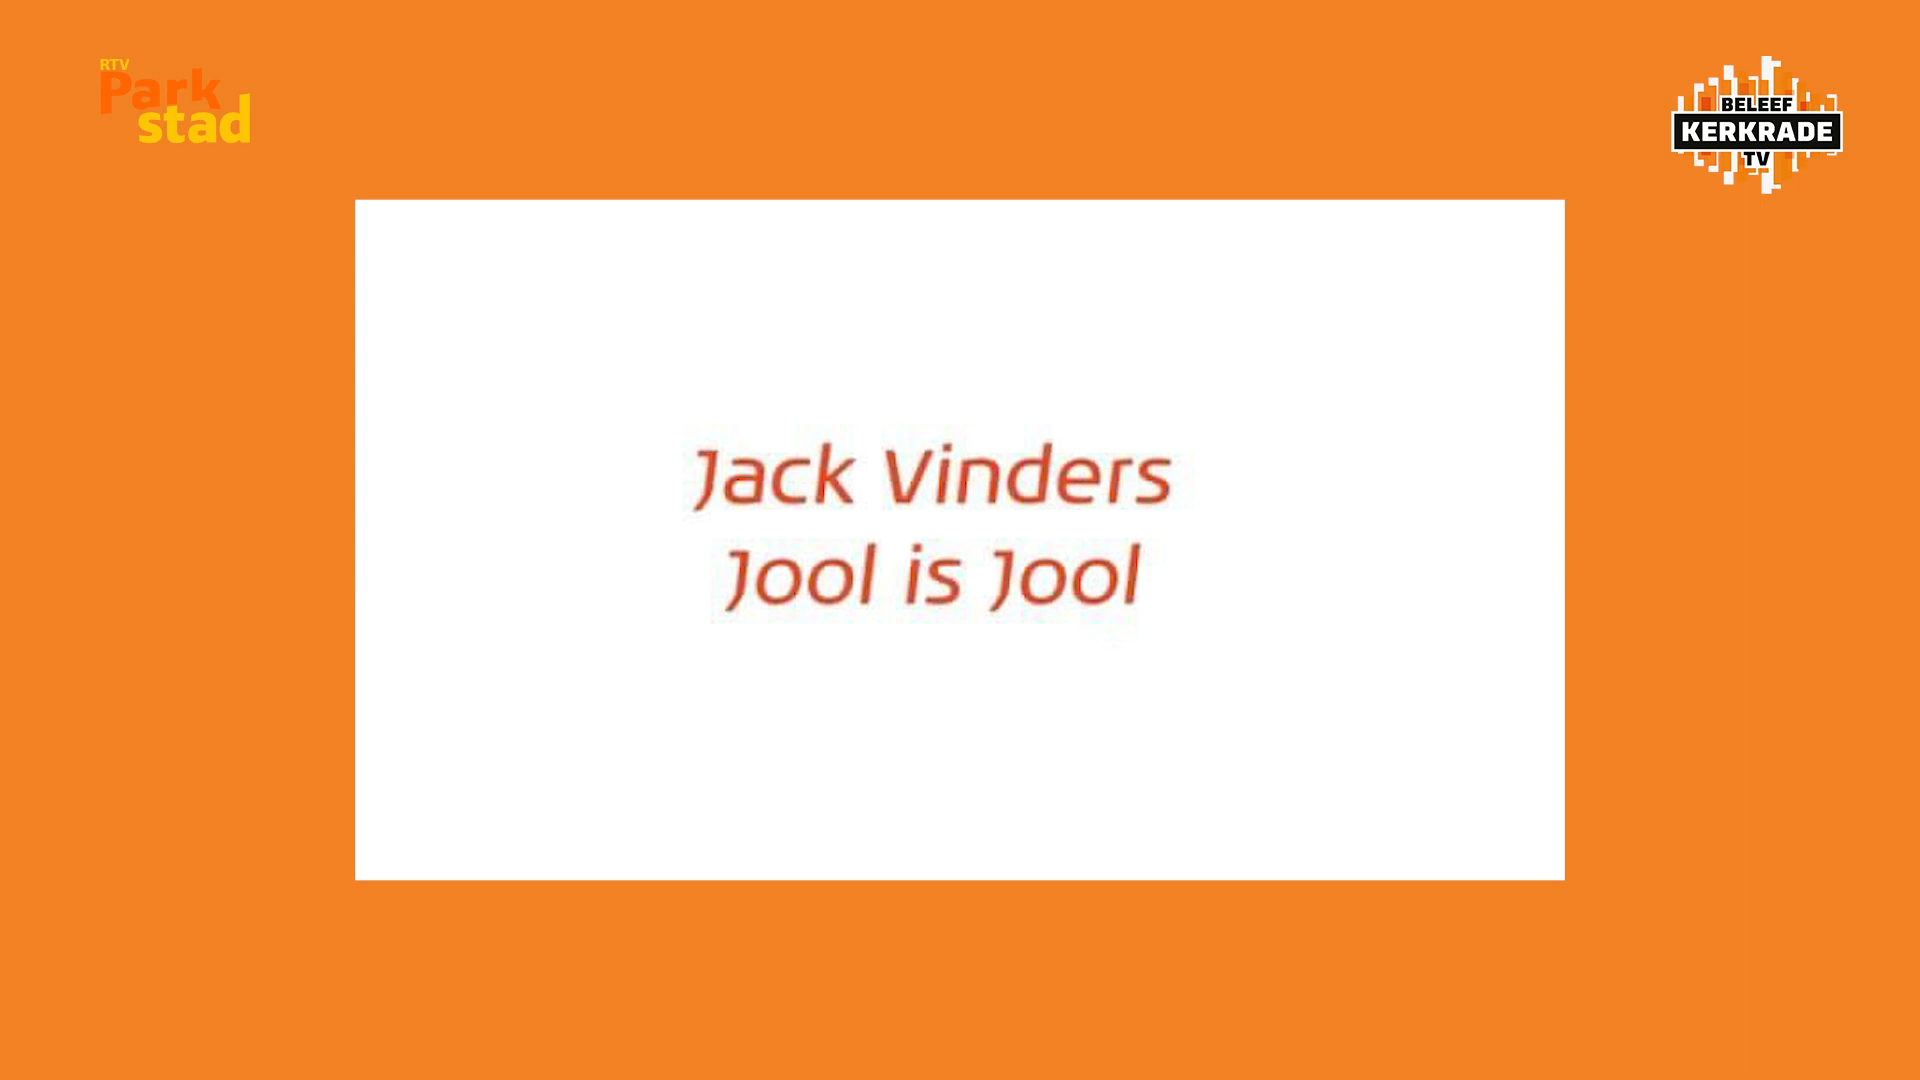 RTV
Park
stad
BELEEF
KERKRADE
TV
Jack Vinders
Jool is Jool